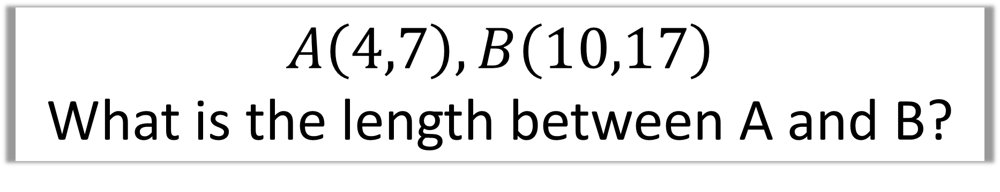 A(4,7), B(10,17)
What is the length between A and B?